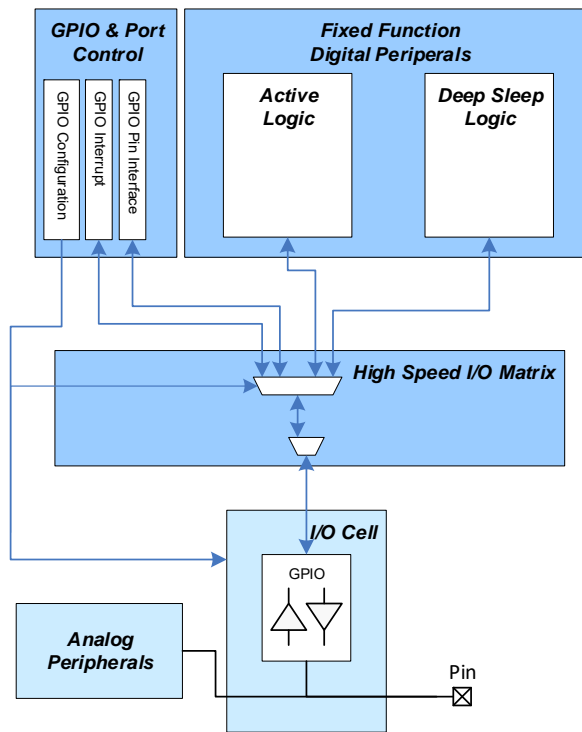 GPIO & Port
Control
GPIO Configuration
GPIO Interrupt
GPIO Pin Interface
Fixed Function
Digital Periperals
Active
Logic
Deep Sleep
Logic
High Speed I/O Matrix
I/O Cell
GPIO
Analog
Peripherals
Pin